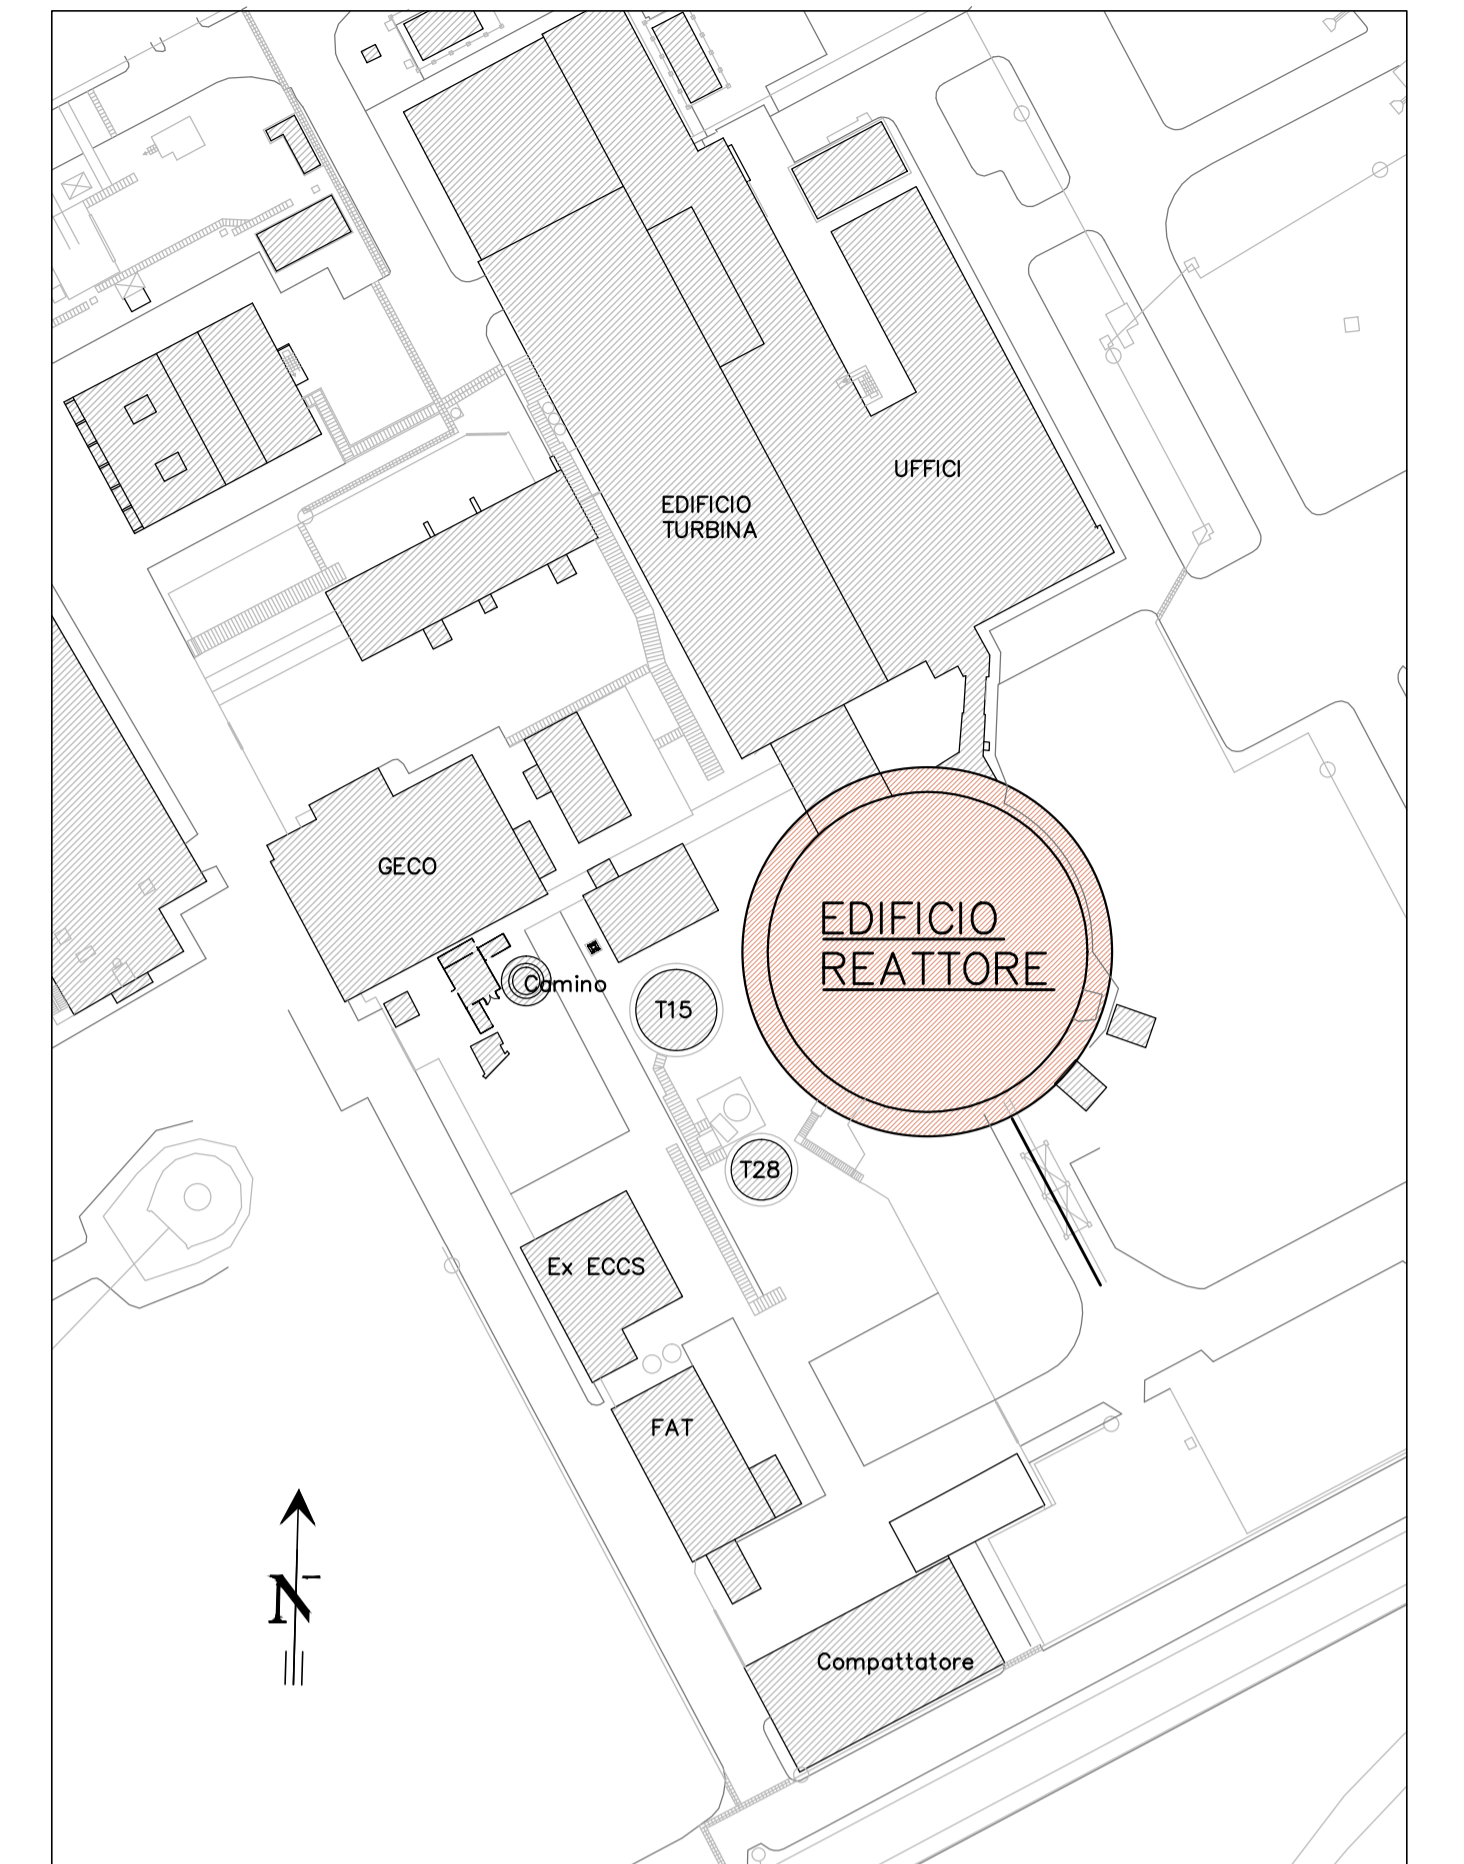 UFFICI
EDIFICIO
TURBINA
GECO
EDIFICIO
REATTORE
Camino
T15
T28
Ex ECCS
FAT
N
Compattatore